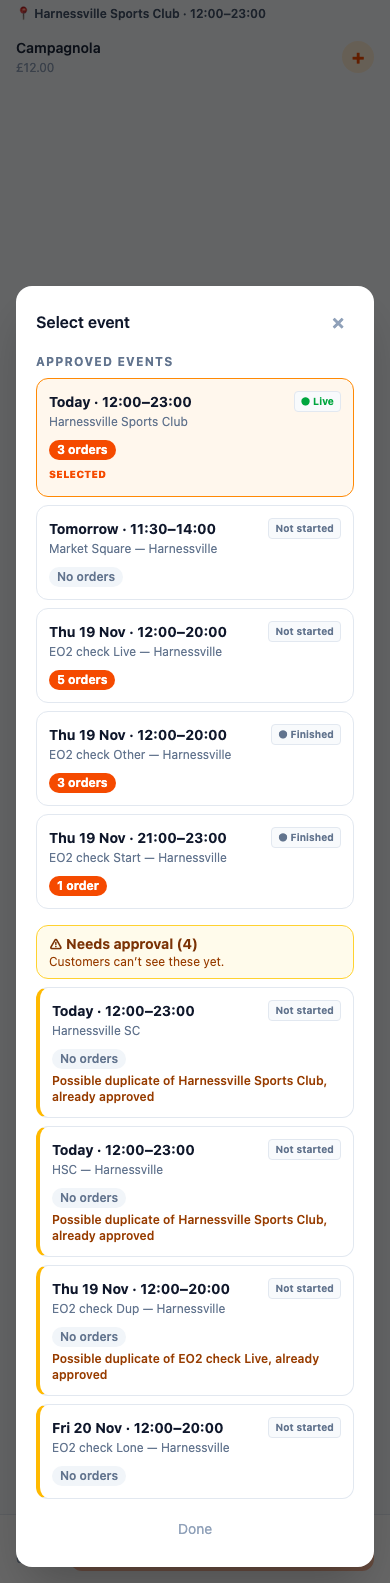 📍 Harnessville Sports Club · 12:00–23:00
Campagnola
£12.00
+
Select event
×
APPROVED EVENTS
Today · 12:00–23:00
Live
Harnessville Sports Club
3 orders
SELECTED
Tomorrow · 11:30–14:00
Not started
Market Square — Harnessville
No orders
Thu 19 Nov · 12:00–20:00
Not started
EO2 check Live — Harnessville
5 orders
Thu 19 Nov · 12:00–20:00
Finished
EO2 check Other — Harnessville
3 orders
Thu 19 Nov · 21:00–23:00
Finished
EO2 check Start — Harnessville
1 order
⚠ Needs approval (4)
Customers can’t see these yet.
Today · 12:00–23:00
Not started
Harnessville SC
No orders
Possible duplicate of Harnessville Sports Club,
already approved
Today · 12:00–23:00
Not started
HSC — Harnessville
No orders
Possible duplicate of Harnessville Sports Club,
already approved
Thu 19 Nov · 12:00–20:00
Not started
EO2 check Dup — Harnessville
No orders
Possible duplicate of EO2 check Live, already
approved
Fri 20 Nov · 12:00–20:00
Not started
EO2 check Lone — Harnessville
No orders
Done